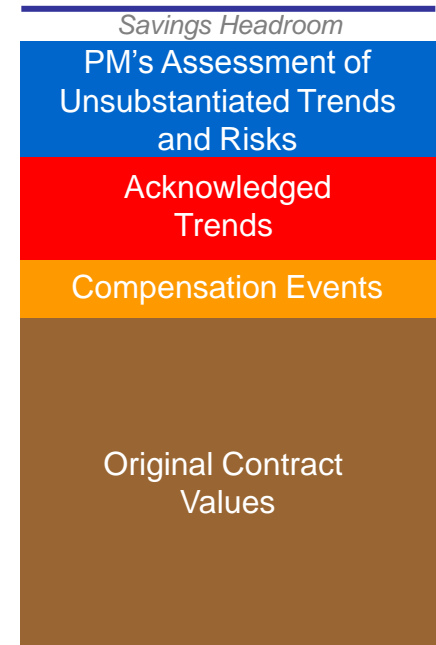 Savings Headroom
PM's Assessment of
Unsubstantiated Trends
and Risks
Acknowledged
Trends
Compensation Events
Original Contract
Values